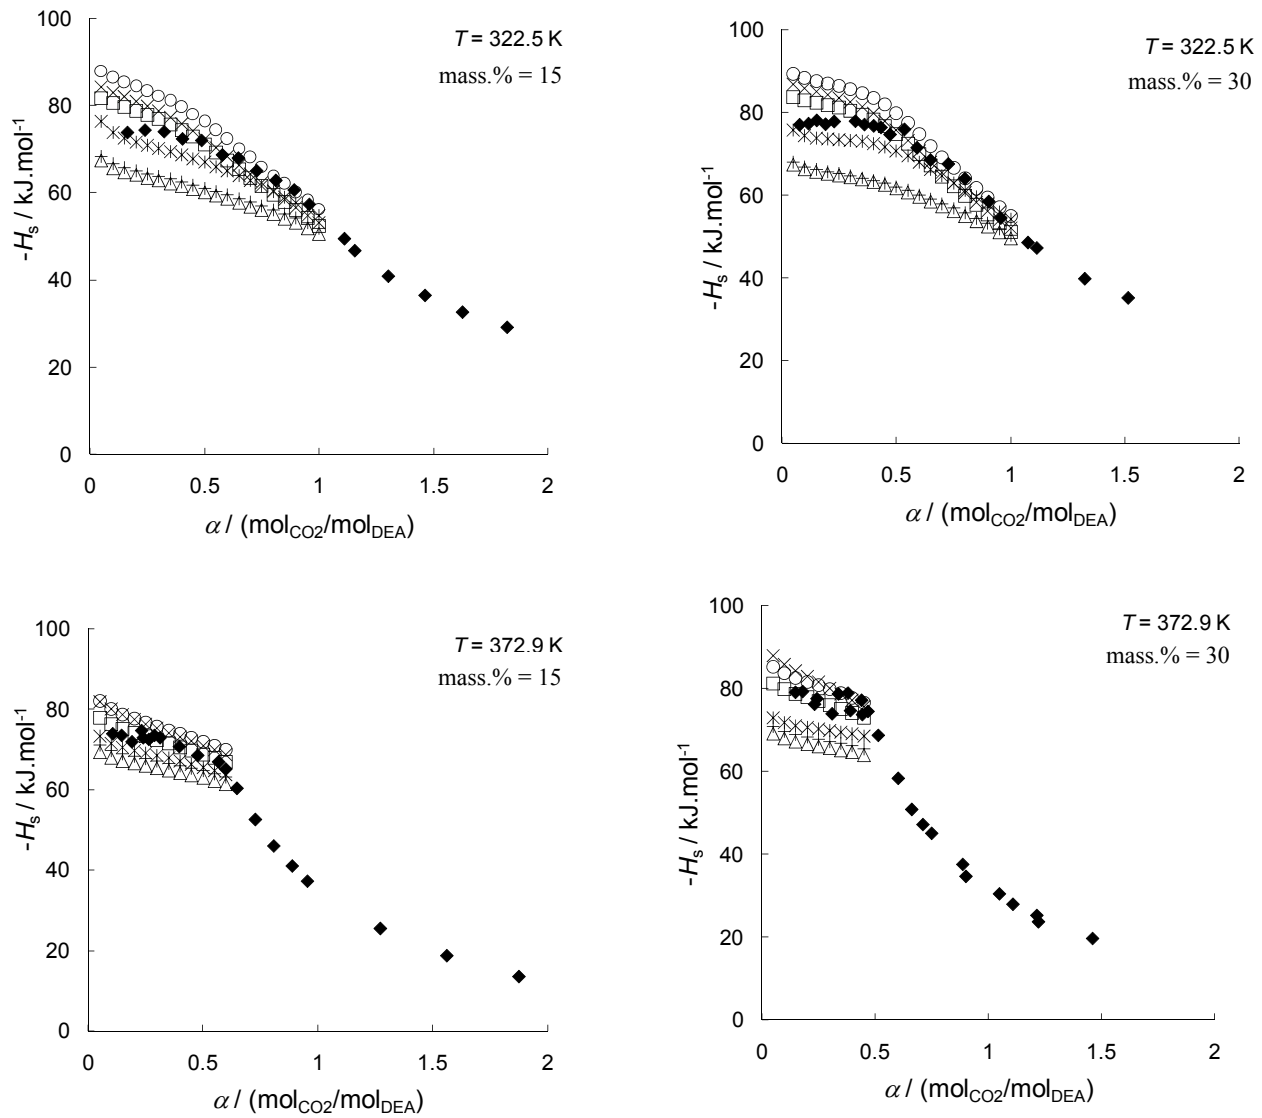 T = 322.5 K
mass.% = 15
-Hs / kJ.mol-1
100
80
60
40
20
0
0 0.5 1 1.5 2
α / (molCO2/molDEA)
T = 322.5 K
mass.% = 30
-Hs / kJ.mol-1
100
80
60
40
20
0
0 0.5 1 1.5 2
α / (molCO2/molDEA)
T = 372.9 K
mass.% = 15
-Hs / kJ.mol-1
100
80
60
40
20
0
0 0.5 1 1.5 2
α / (molCO2/molDEA)
T = 372.9 K
mass.% = 30
-Hs / kJ.mol-1
100
80
60
40
20
0
0 0.5 1 1.5 2
α / (molCO2/molDEA)